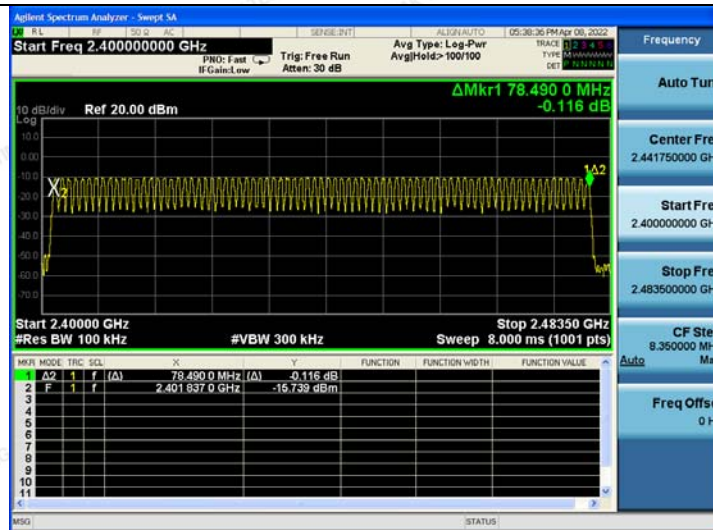 Agilent Spectrum Analyzer - Swept SA
RL RF 50 Ω AC SENSE:INT ALIGNAUTO 05:38:36 PM Apr 08, 2022
Start Freq 2.400000000 GHz
PNO: Fast
IFGain:Low
Trig: Free Run
Atten: 30 dB
Avg Type: Log-Pwr
Avg|Hold:> 100/100
TRACE 1 2 3 4 5 6
TYPE
DET P N N N N N
ΔMkr1 78.490 0 MHz
-0.116 dB
10 dB/div Ref 20.00 dBm
Log
10.0
0.00
-10.0
-20.0
-30.0
-40.0
-50.0
-60.0
-70.0
2
1Δ2
Start 2.40000 GHz Stop 2.48350 GHz
#Res BW 100 kHz #VBW 300 kHz Sweep 8.000 ms (1001 pts)
MKR MODE TRC SCL X Y FUNCTION FUNCTION WIDTH FUNCTION VALUE
1 Δ2 1 f (Δ) 78.490 0 MHz (Δ) -0.116 dB
2 F 1 f 2.401 837 0 GHz -15.739 dBm
3
4
5
6
7
8
9
10
11
MSG STATUS
Frequency
Auto Tun
Center Fre
2.441750000 GH
Start Fre
2.400000000 GH
Stop Fre
2.483500000 GH
CF Ste
8.350000 MH
Auto Ma
Freq Offs
0 H